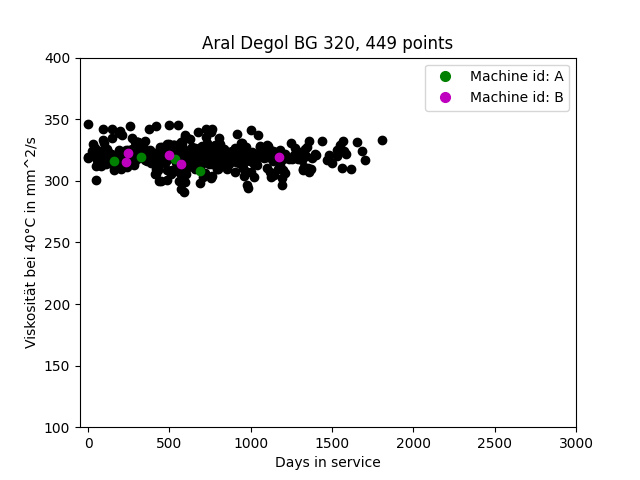 Aral Degol BG 320, 449 points
400
350
300
250
200
150
100
Viskosität bei 40°C in mm^2/s
Machine id: A
Machine id: B
0
500
1000
1500
2000
2500
3000
Days in service